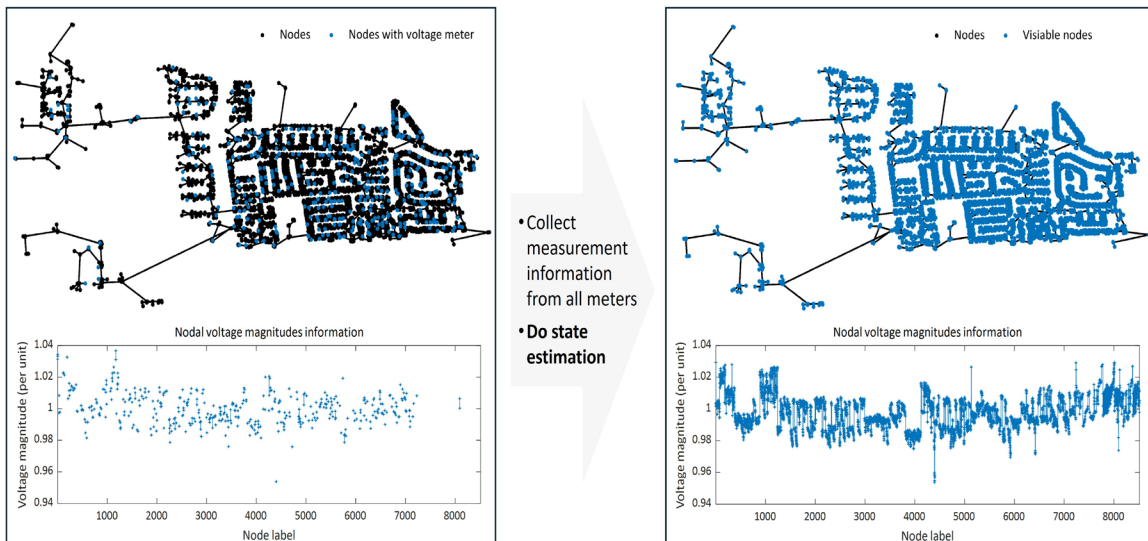 Nodes
Nodes with voltage meter
Nodal voltage magnitudes information
Voltage magnitude (per unit)
1.04
1.02
1
0.98
0.96
0.94
1000 2000 3000 4000 5000 6000 7000 8000
Node label
• Collect
measurement
information
from all meters
• Do state
estimation
Nodes
Visiable nodes
Nodal voltage magnitudes information
Voltage magnitude (per unit)
1.04
1.02
1
0.98
0.96
0.94
1000 2000 3000 4000 5000 6000 7000 8000
Node label